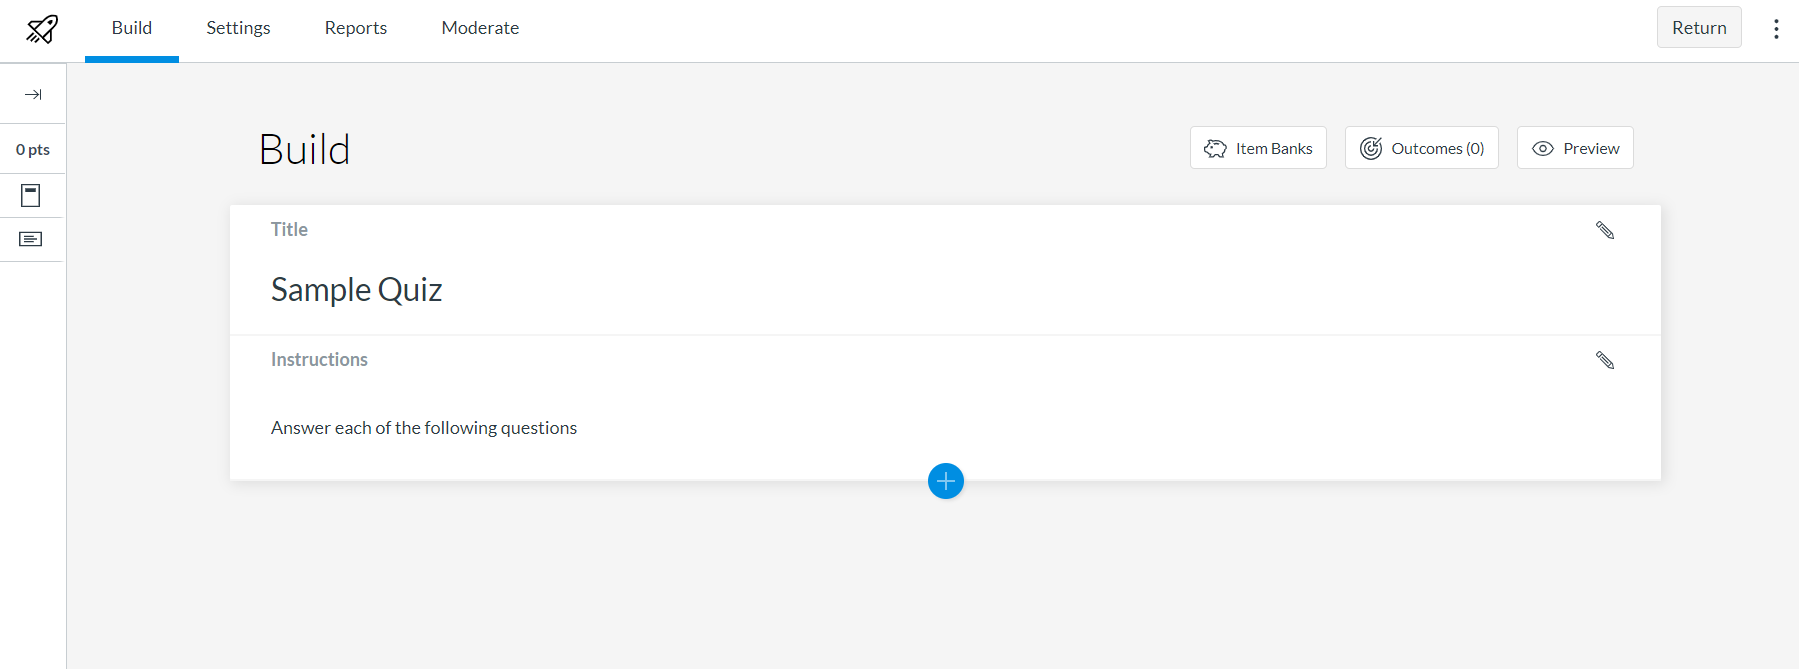 Build Settings Reports Moderate Return
0 pts
Build
Item Banks Outcomes (0) Preview
Title
Sample Quiz
Instructions
Answer each of the following questions